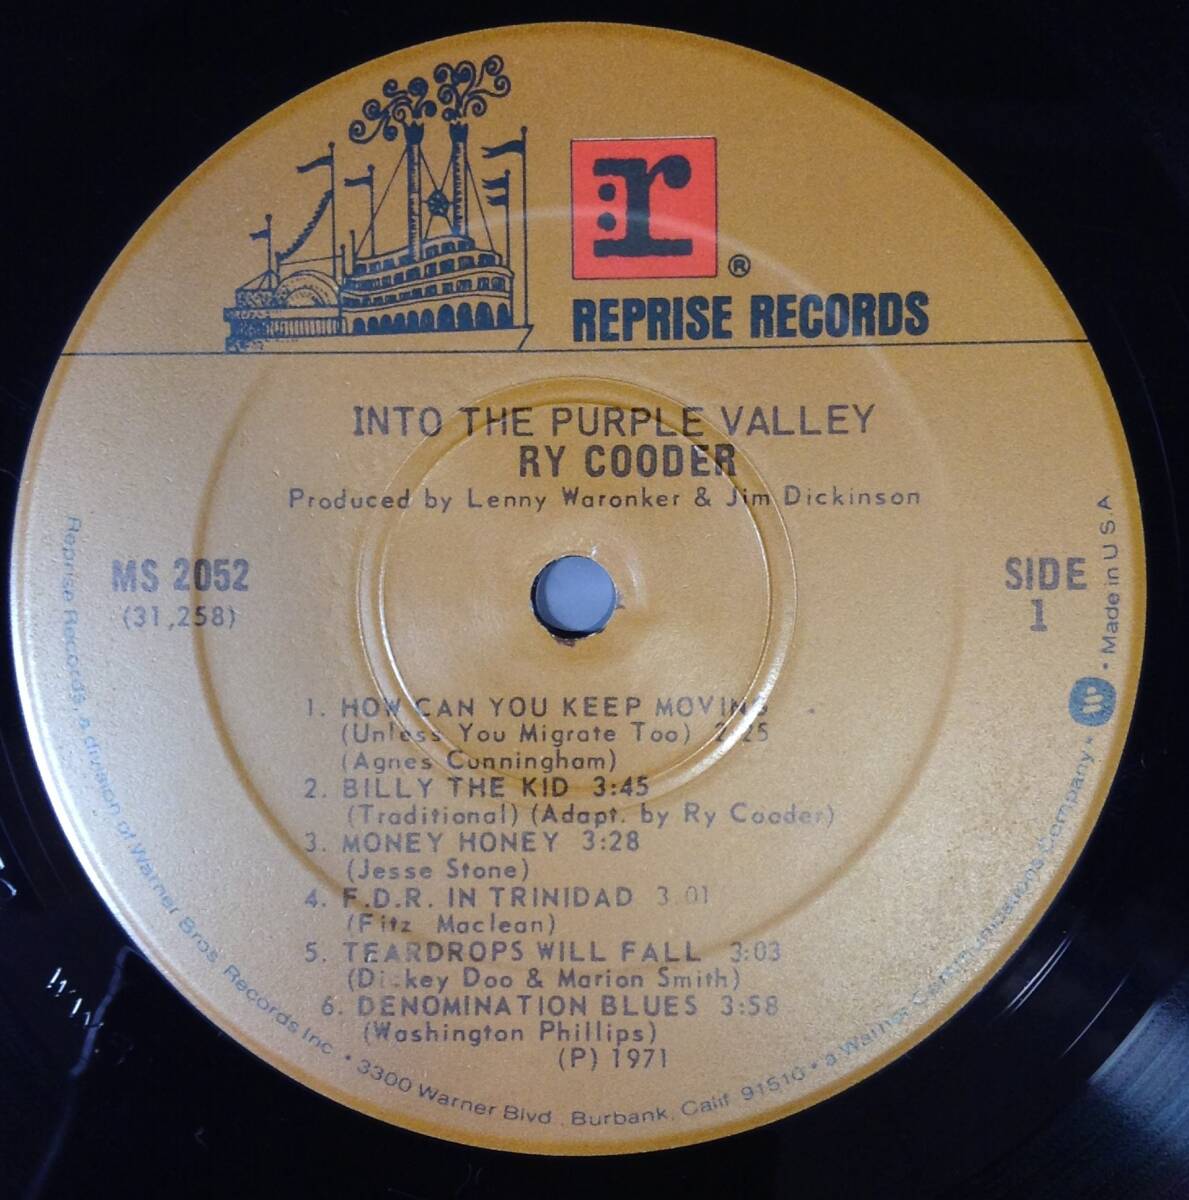 r
®
REPRISE RECORDS
INTO THE PURPLE VALLEY
RY COODER
Produced by Lenny Waronker & Jim Dickinson
MS 2052
(31,258)
SIDE
1
1. HOW CAN YOU KEEP MOVING
(Unless You Migrate Too) 2:25
(Agnes Cunningham)
2. BILLY THE KID 3:45
(Traditional) (Adapt. by Ry Cooder)
3. MONEY HONEY 3:28
(Jesse Stone)
4. F.D.R. IN TRINIDAD 3:01
(Fitz Maclean)
5. TEARDROPS WILL FALL 3:03
(Dickey Doo & Marion Smith)
6. DENOMINATION BLUES 3:58
(Washington Phillips)
(P) 1971
Reprise Records, a division of Warner Bros. Records Inc. • 3300 Warner Blvd., Burbank, Calif. 91510 • a Warner Communications Company • W • Made in U.S.A